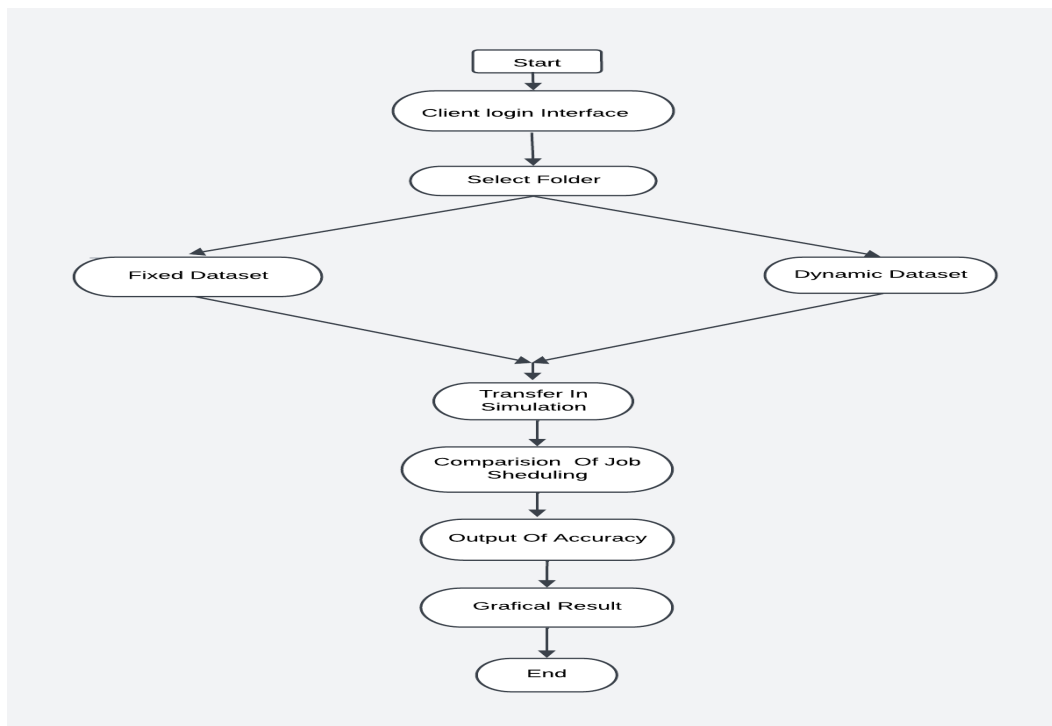 Start
Client login Interface
Select Folder
Fixed Dataset
Dynamic Dataset
Transfer In
Simulation
Comparision Of Job
Sheduling
Output Of Accuracy
Grafical Result
End